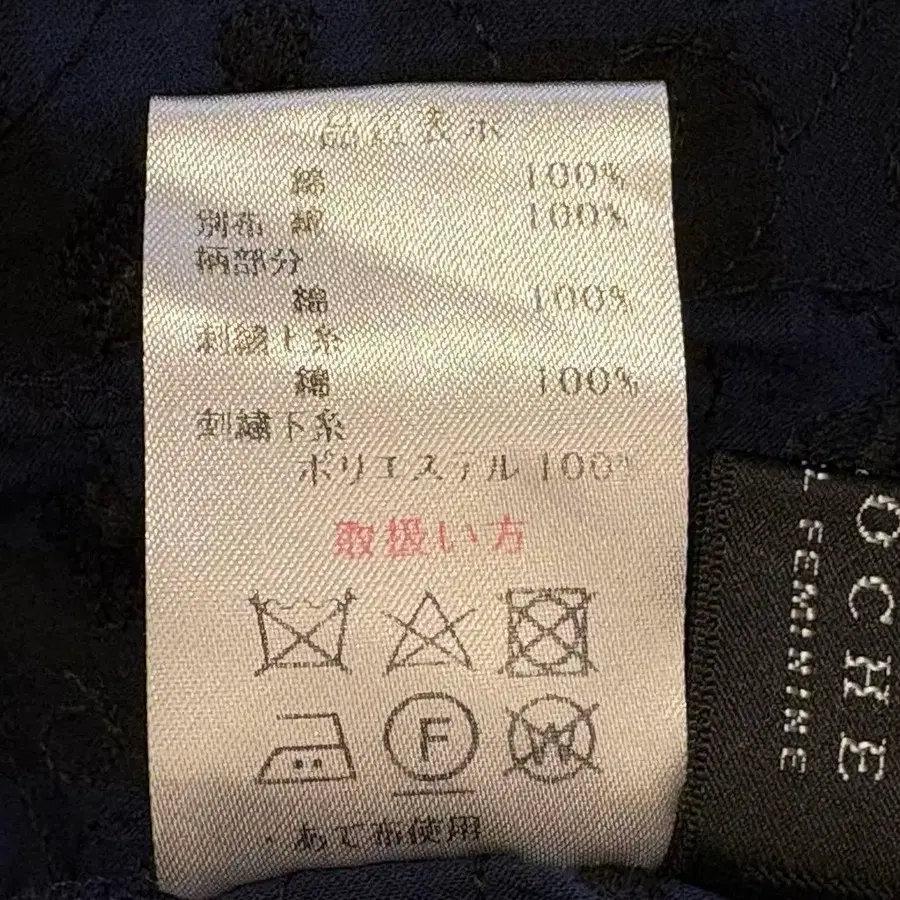 品質表示
綿 100%
別布 綿 100%
柄部分
綿 100%
刺繍上糸
綿 100%
刺繍下糸
ポリエステル 100%
取扱い方
F
W
・あて布使用
OCHE
FEMININE